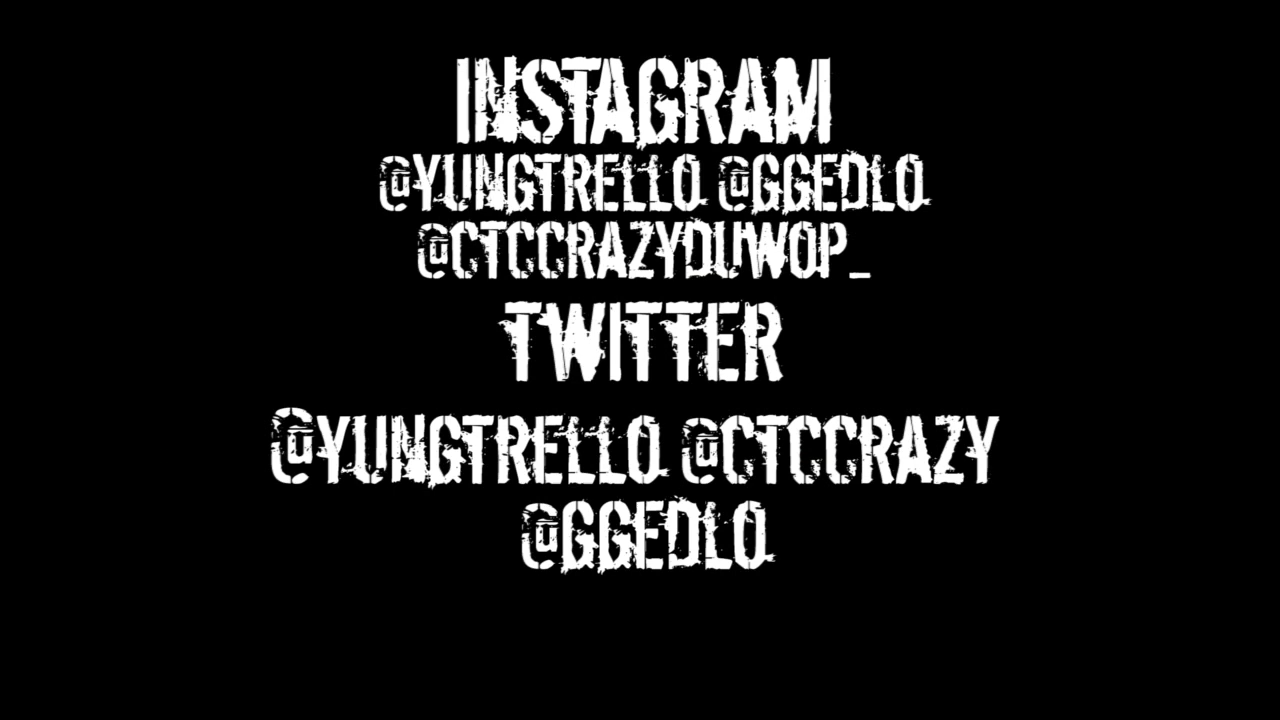 INSTAGRAM
@YUNGTRELLO @GGEDLO
@CTCCRAZYDUWOP_
TWITTER
@YUNGTRELLO @CTCCRAZY
@GGEDLO